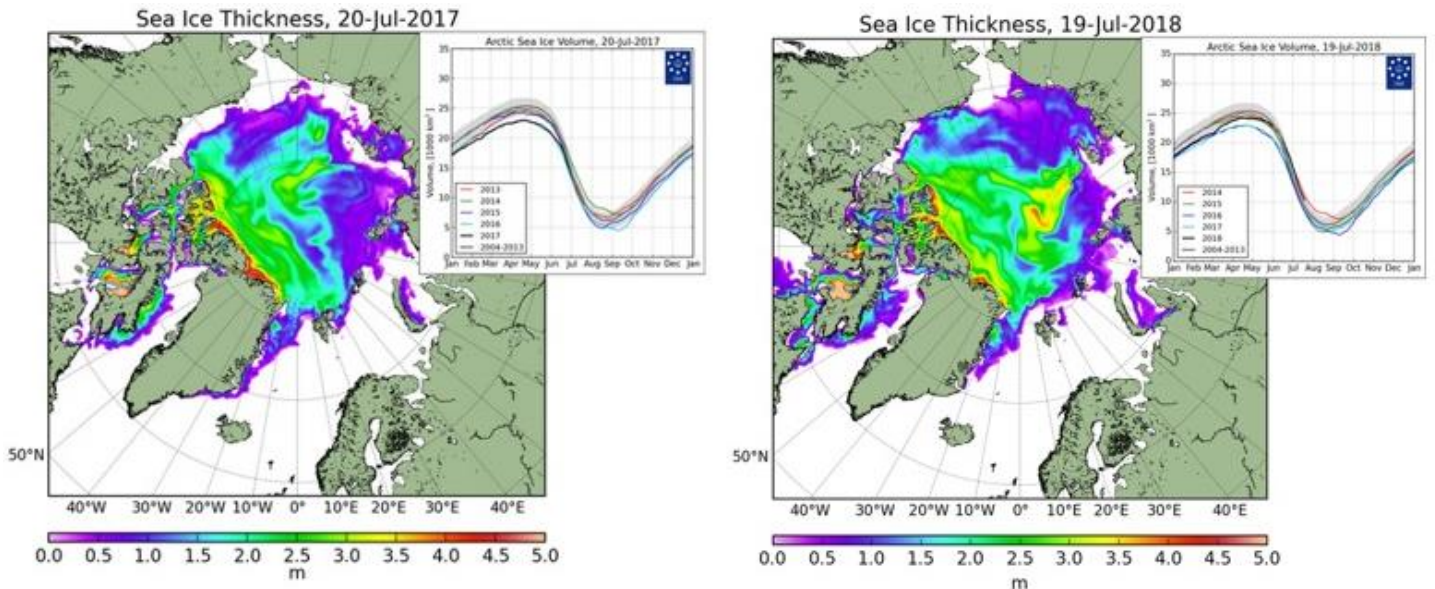 Sea Ice Thickness, 20-Jul-2017
Arctic Sea Ice Volume, 20-Jul-2017
Volume, [1000 km³]
35
30
25
20
15
10
5
0
2013
2014
2015
2016
2017
2004-2013
Jan Feb Mar Apr May Jun Jul Aug Sep Oct Nov Dec Jan
50°N
40°W 30°W 20°W 10°W 0° 10°E 20°E 30°E 40°E
0.0 0.5 1.0 1.5 2.0 2.5 3.0 3.5 4.0 4.5 5.0
m
Sea Ice Thickness, 19-Jul-2018
Arctic Sea Ice Volume, 19-Jul-2018
Volume, [1000 km³]
35
30
25
20
15
10
5
0
2014
2015
2016
2017
2018
2004-2013
Jan Feb Mar Apr May Jun Jul Aug Sep Oct Nov Dec Jan
50°N
40°W 30°W 20°W 10°W 0° 10°E 20°E 30°E 40°E
0.0 0.5 1.0 1.5 2.0 2.5 3.0 3.5 4.0 4.5 5.0
m